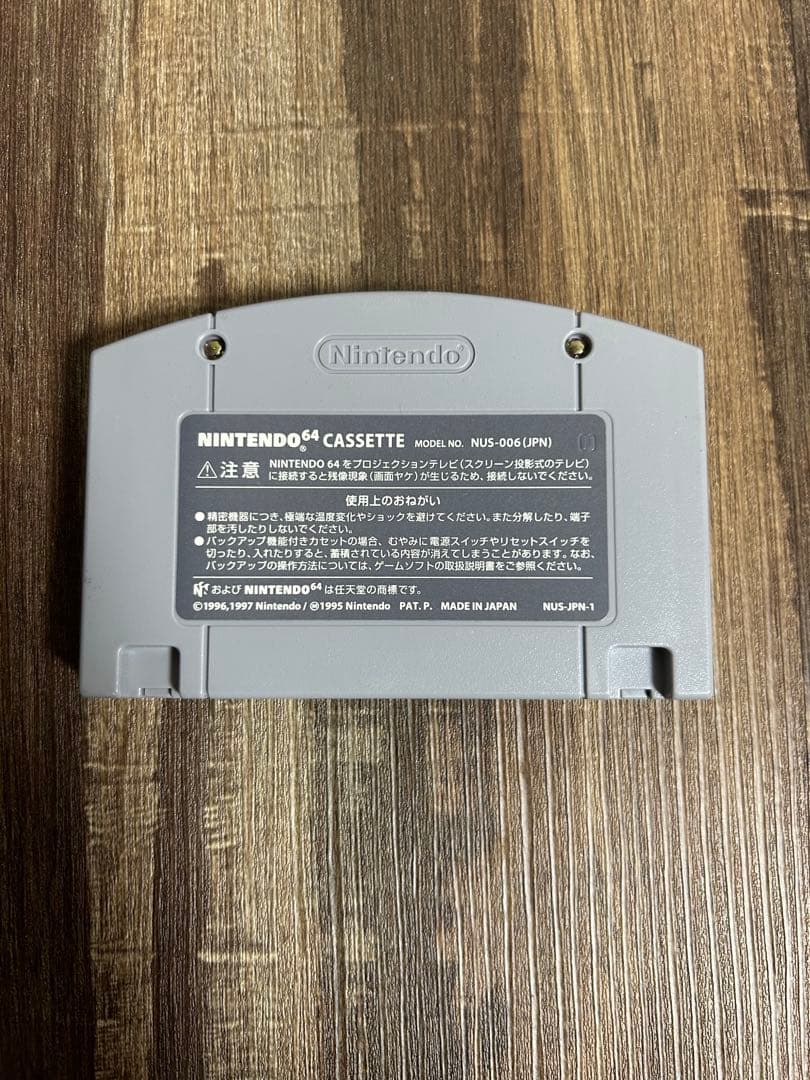 Nintendo®
NINTENDO64® CASSETTE MODEL NO. NUS-006(JPN)
⚠注意 NINTENDO 64をプロジェクションテレビ(スクリーン投影式のテレビ)
に接続すると残像現象(画面ヤケ)が生じるため、接続しないでください。
使用上のおねがい
●精密機器につき、極端な温度変化やショックを避けてください。また分解したり、端子
部を汚したりしないでください。
●バックアップ機能付きカセットの場合、むやみに電源スイッチやリセットスイッチを
切ったり、入れたりすると、蓄積されている内容が消えてしまうことがあります。なお、
バックアップの操作方法については、ゲームソフトの取扱説明書をご参照ください。
およびNINTENDO64は任天堂の商標です。
©1996,1997 Nintendo/Ⓜ1995 Nintendo PAT. P. MADE IN JAPAN NUS-JPN-1